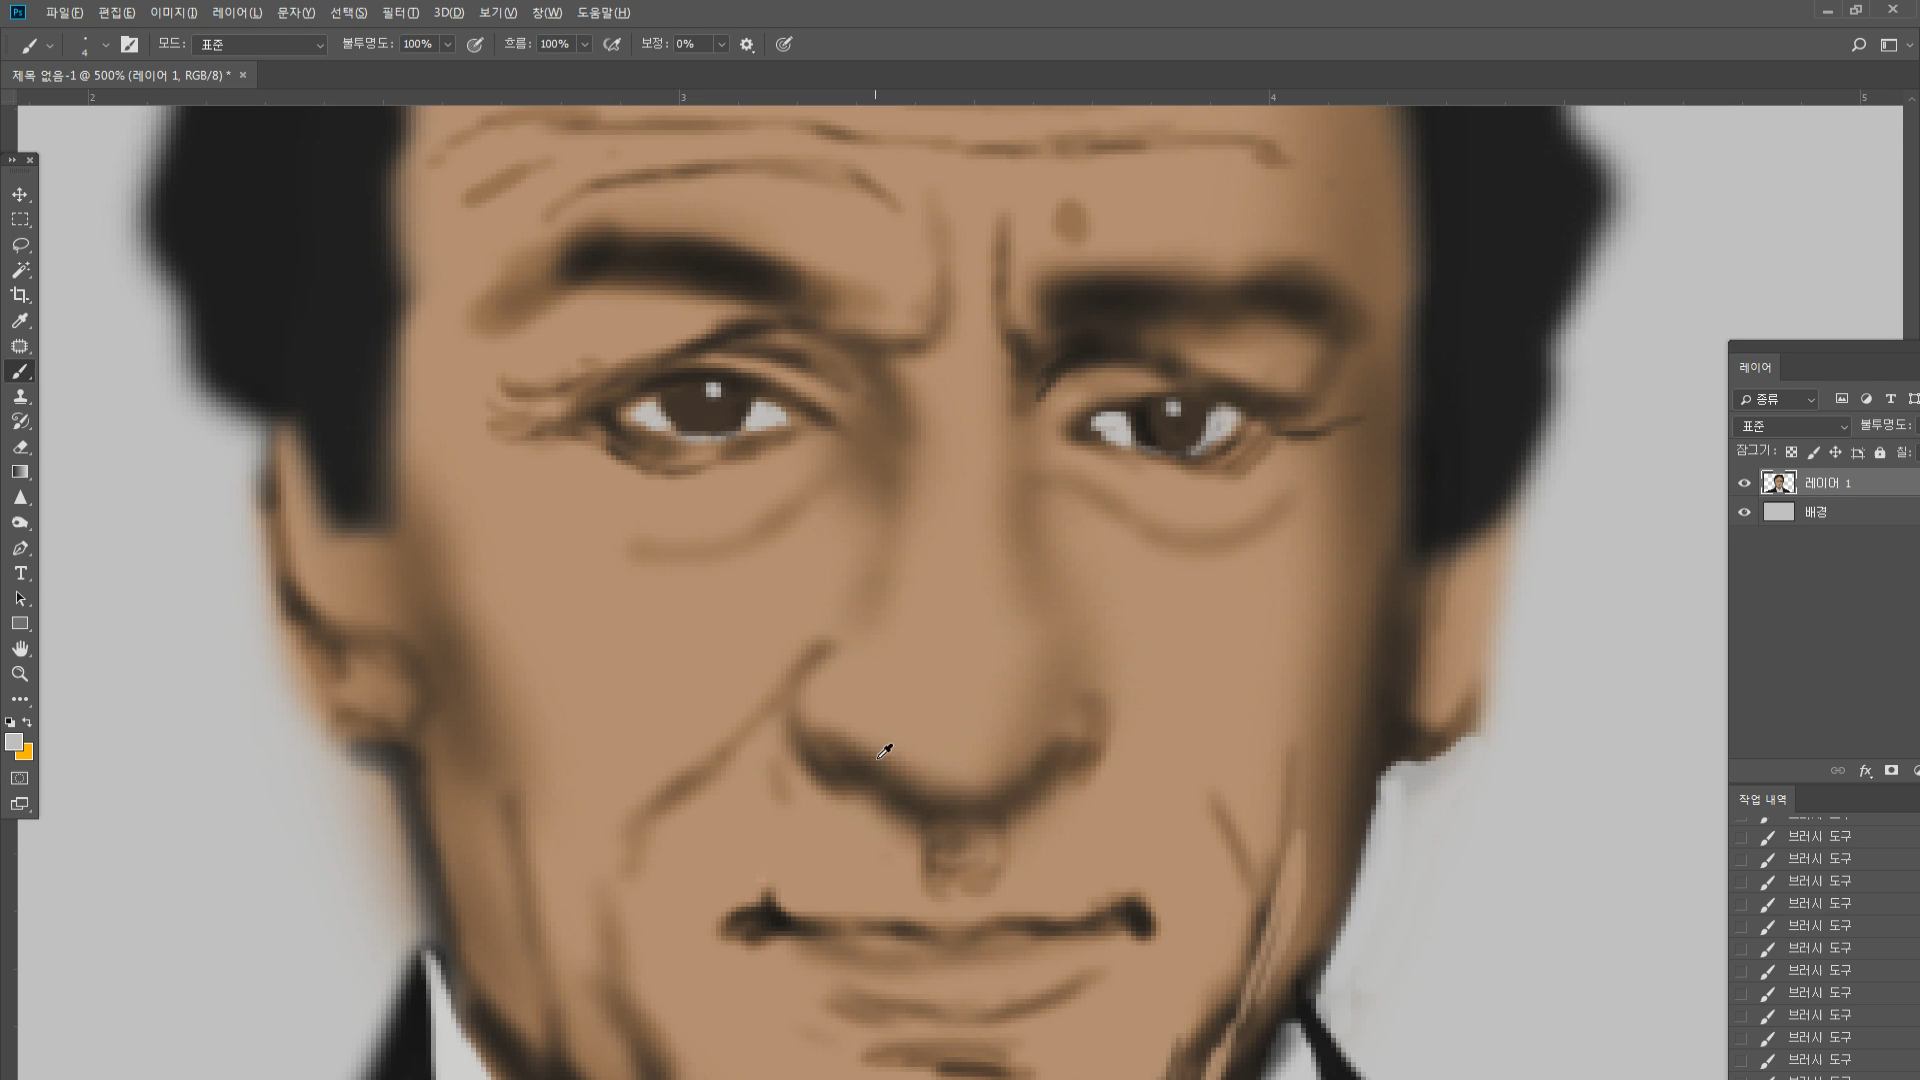 Ps 파일(F) 편집(E) 이미지(I) 레이어(L) 문자(Y) 선택(S) 필터(T) 3D(D) 보기(V) 창(W) 도움말(H)
4 모드: 표준 불투명도: 100% 흐름: 100% 보정: 0%
제목 없음-1 @ 500% (레이어 1, RGB/8) * ×
2 3 4 5
레이어
종류
표준 불투명도:
잠그기: 칠:
레이어 1
배경
fx
작업 내역
브러시 도구
브러시 도구
브러시 도구
브러시 도구
브러시 도구
브러시 도구
브러시 도구
브러시 도구
브러시 도구
브러시 도구
브러시 도구
브러시 도구